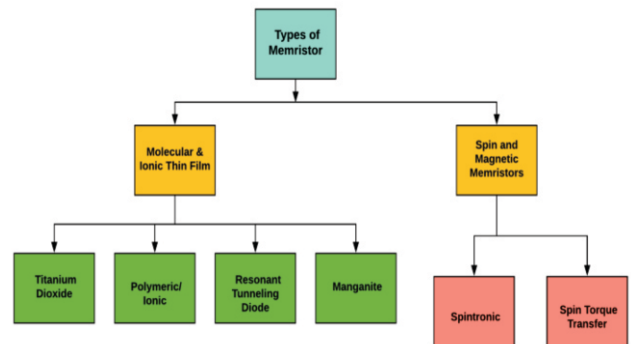 Types of
Memristor
Molecular &
Ionic Thin Film
Spin and
Magnetic
Memristors
Titanium
Dioxide
Polymeric/
Ionic
Resonant
Tunneling
Diode
Manganite
Spintronic
Spin Torque
Transfer